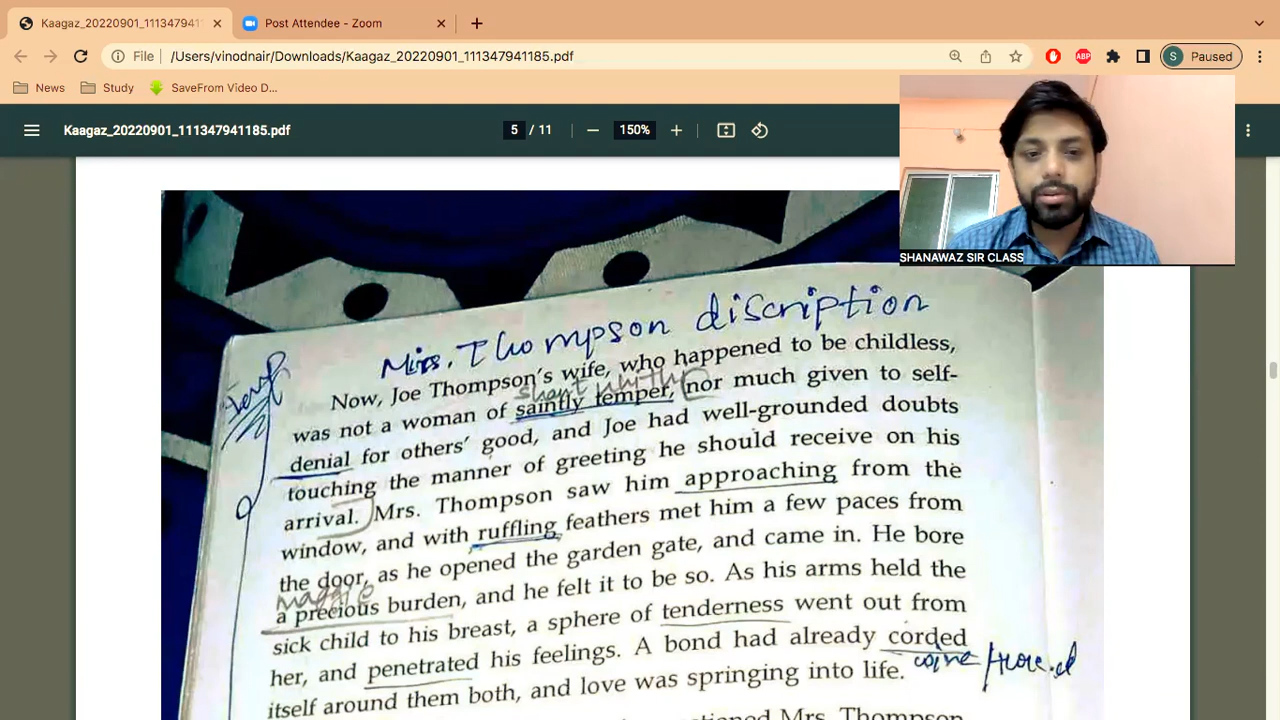 Kaagaz_20220901_1113479411
Post Attendee - Zoom
File /Users/vinodnair/Downloads/Kaagaz_20220901_111347941185.pdf
ABP
S Paused
News Study SaveFrom Video D...
Kaagaz_20220901_111347941185.pdf
5 / 11
150%
SHANAWAZ SIR CLASS
Mirs. Thompson discription
Now, Joe Thompson's wife, who happened to be childless,
was not a woman of saintly temper, nor much given to self-
denial for others' good, and Joe had well-grounded doubts
touching the manner of greeting he should receive on his
arrival. Mrs. Thompson saw him approaching from the
window, and with ruffling feathers met him a few paces from
the door, as he opened the garden gate, and came in. He bore
maggie
a precious burden, and he felt it to be so. As his arms held the
sick child to his breast, a sphere of tenderness went out from
her, and penetrated his feelings. A bond had already corded
itself around them both, and love was springing into life.
Mrs. Thompson